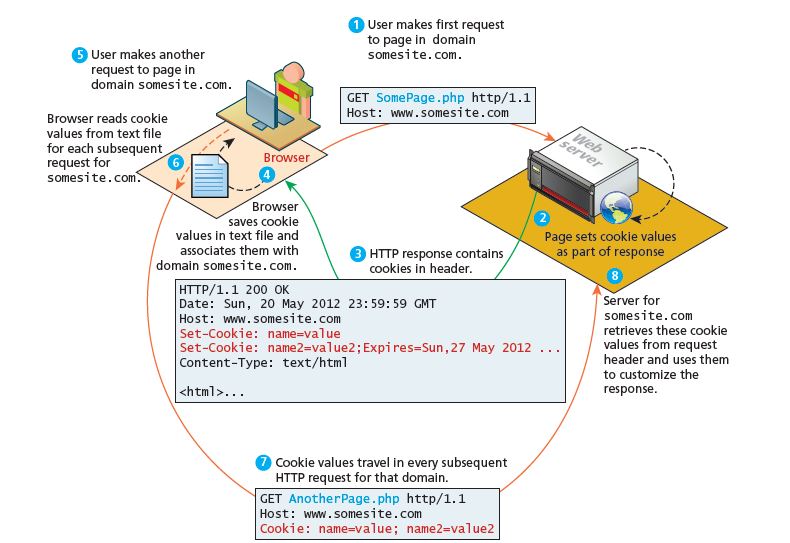 1 User makes first request
to page in domain
somesite.com.
5 User makes another
request to page in
domain somesite.com.
GET SomePage.php http/1.1
Host: www.somesite.com
Browser reads cookie
values from text file
for each subsequent
request for
somesite.com.
6
4
Browser
Web
server
Browser
saves cookie
values in text file and
associates them with
domain somesite.com.
2
Page sets cookie values
as part of response
3 HTTP response contains
cookies in header.
HTTP/1.1 200 OK
Date: Sun, 20 May 2012 23:59:59 GMT
Host: www.somesite.com
Set-Cookie: name=value
Set-Cookie: name2=value2;Expires=Sun,27 May 2012 ...
Content-Type: text/html
<html>...
8
Server for
somesite.com
retrieves these cookie
values from request
header and uses them
to customize the
response.
7 Cookie values travel in every subsequent
HTTP request for that domain.
GET AnotherPage.php http/1.1
Host: www.somesite.com
Cookie: name=value; name2=value2